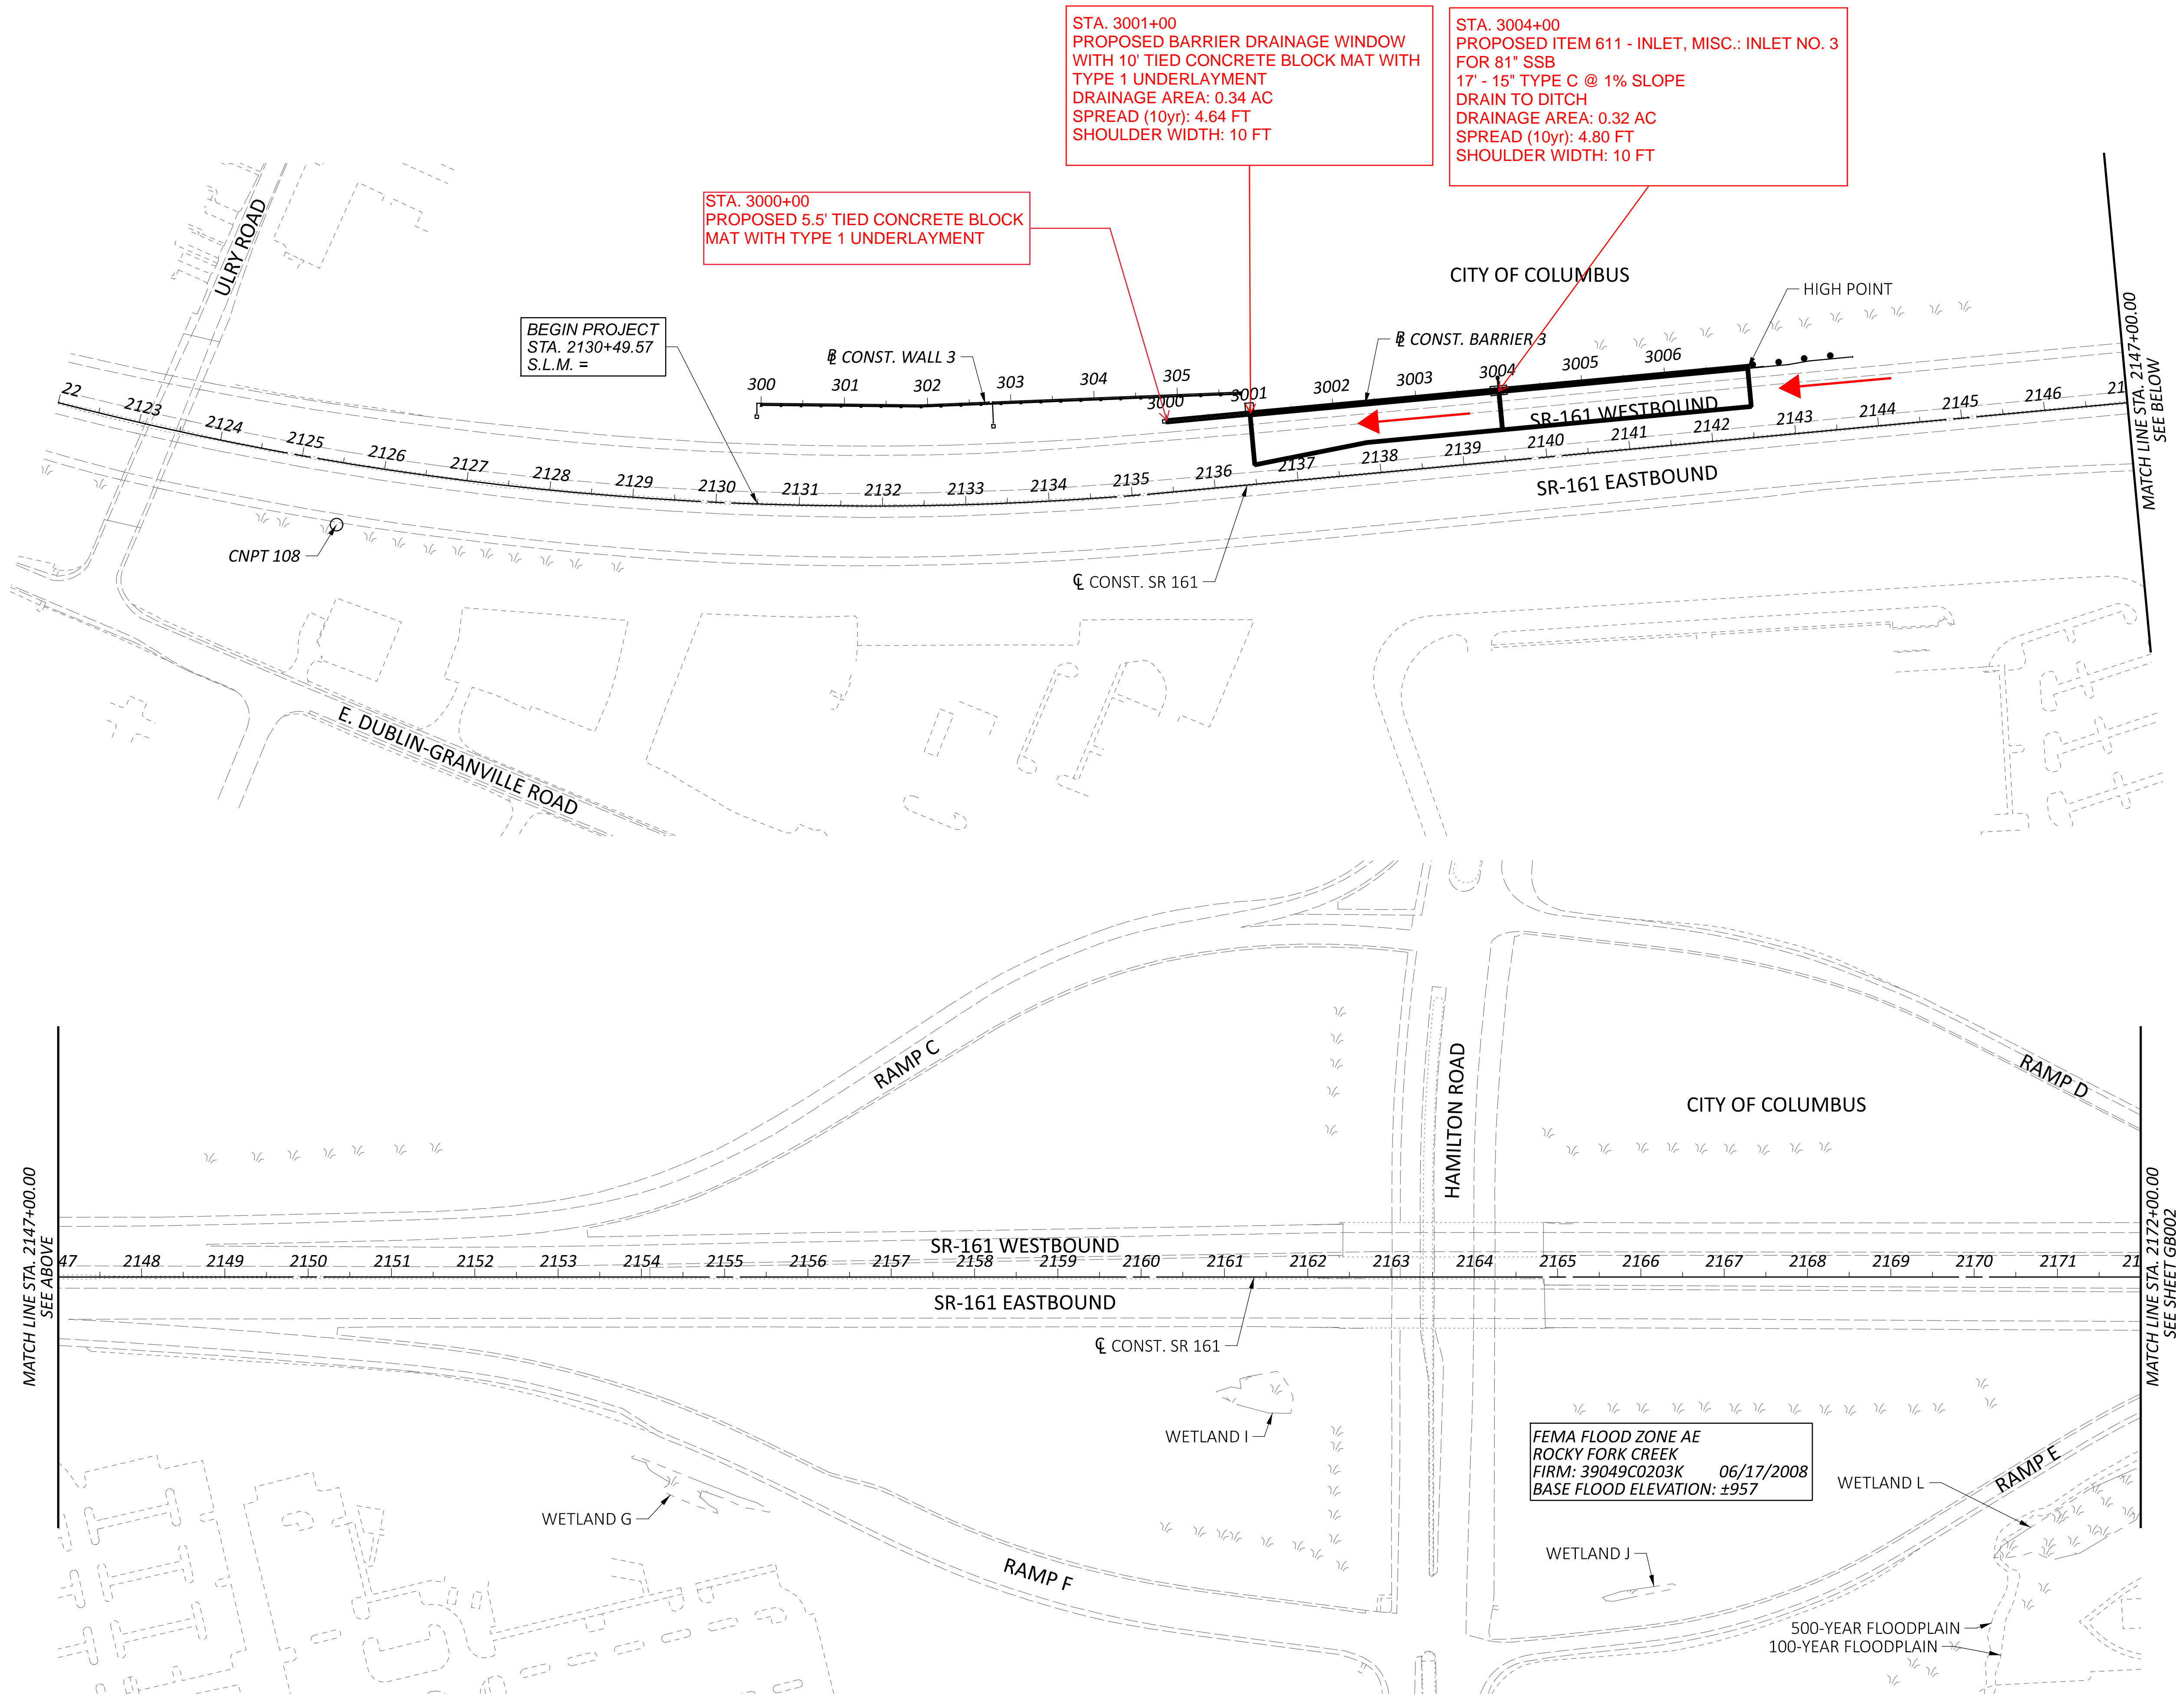 STA. 3001+00
PROPOSED BARRIER DRAINAGE WINDOW
WITH 10' TIED CONCRETE BLOCK MAT WITH
TYPE 1 UNDERLAYMENT
DRAINAGE AREA: 0.34 AC
SPREAD (10yr): 4.64 FT
SHOULDER WIDTH: 10 FT
STA. 3004+00
PROPOSED ITEM 611 - INLET, MISC.: INLET NO. 3
FOR 81" SSB
17' - 15" TYPE C @ 1% SLOPE
DRAIN TO DITCH
DRAINAGE AREA: 0.32 AC
SPREAD (10yr): 4.80 FT
SHOULDER WIDTH: 10 FT
STA. 3000+00
PROPOSED 5.5' TIED CONCRETE BLOCK
MAT WITH TYPE 1 UNDERLAYMENT
ULRY ROAD
CITY OF COLUMBUS
HIGH POINT
BEGIN PROJECT
STA. 2130+49.57
S.L.M. =
BL CONST. WALL 3
BL CONST. BARRIER 3
300 301 302 303 304 305
3000 3001 3002 3003 3004 3005 3006
MATCH LINE STA. 2147+00.00
SEE BELOW
SR-161 WESTBOUND
22 2123 2124 2125 2126 2127 2128 2129 2130 2131 2132 2133 2134 2135 2136 2137 2138 2139 2140 2141 2142 2143 2144 2145 2146 21
SR-161 EASTBOUND
CNPT 108
CL CONST. SR 161
E. DUBLIN-GRANVILLE ROAD
RAMP C
HAMILTON ROAD
RAMP D
CITY OF COLUMBUS
MATCH LINE STA. 2147+00.00
SEE ABOVE
SR-161 WESTBOUND
47 2148 2149 2150 2151 2152 2153 2154 2155 2156 2157 2158 2159 2160 2161 2162 2163 2164 2165 2166 2167 2168 2169 2170 2171 21
SR-161 EASTBOUND
CL CONST. SR 161
MATCH LINE STA. 2172+00.00
SEE SHEET GB002
WETLAND I
FEMA FLOOD ZONE AE
ROCKY FORK CREEK
FIRM: 39049C0203K 06/17/2008
BASE FLOOD ELEVATION: ±957
WETLAND L
RAMP E
WETLAND G
WETLAND J
RAMP F
500-YEAR FLOODPLAIN
100-YEAR FLOODPLAIN